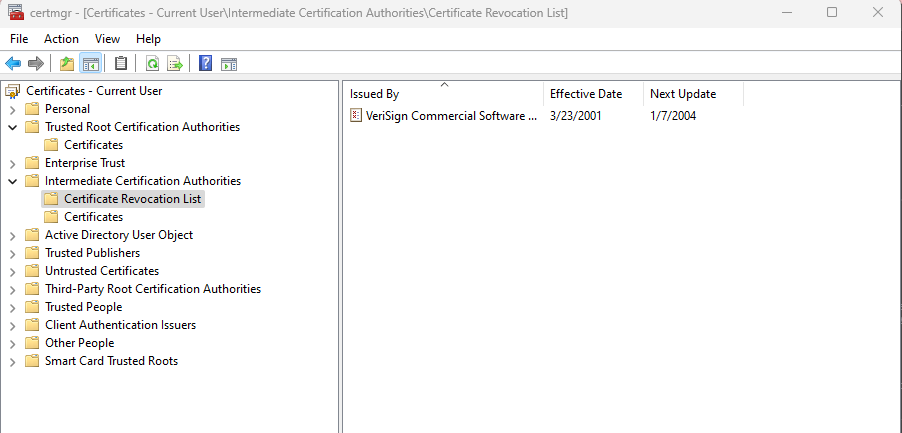 certmgr - [Certificates - Current User\Intermediate Certification Authorities\Certificate Revocation List]
File Action View Help
Certificates - Current User
Personal
Trusted Root Certification Authorities
Certificates
Enterprise Trust
Intermediate Certification Authorities
Certificate Revocation List
Certificates
Active Directory User Object
Trusted Publishers
Untrusted Certificates
Third-Party Root Certification Authorities
Trusted People
Client Authentication Issuers
Other People
Smart Card Trusted Roots
Issued By Effective Date Next Update
VeriSign Commercial Software ... 3/23/2001 1/7/2004